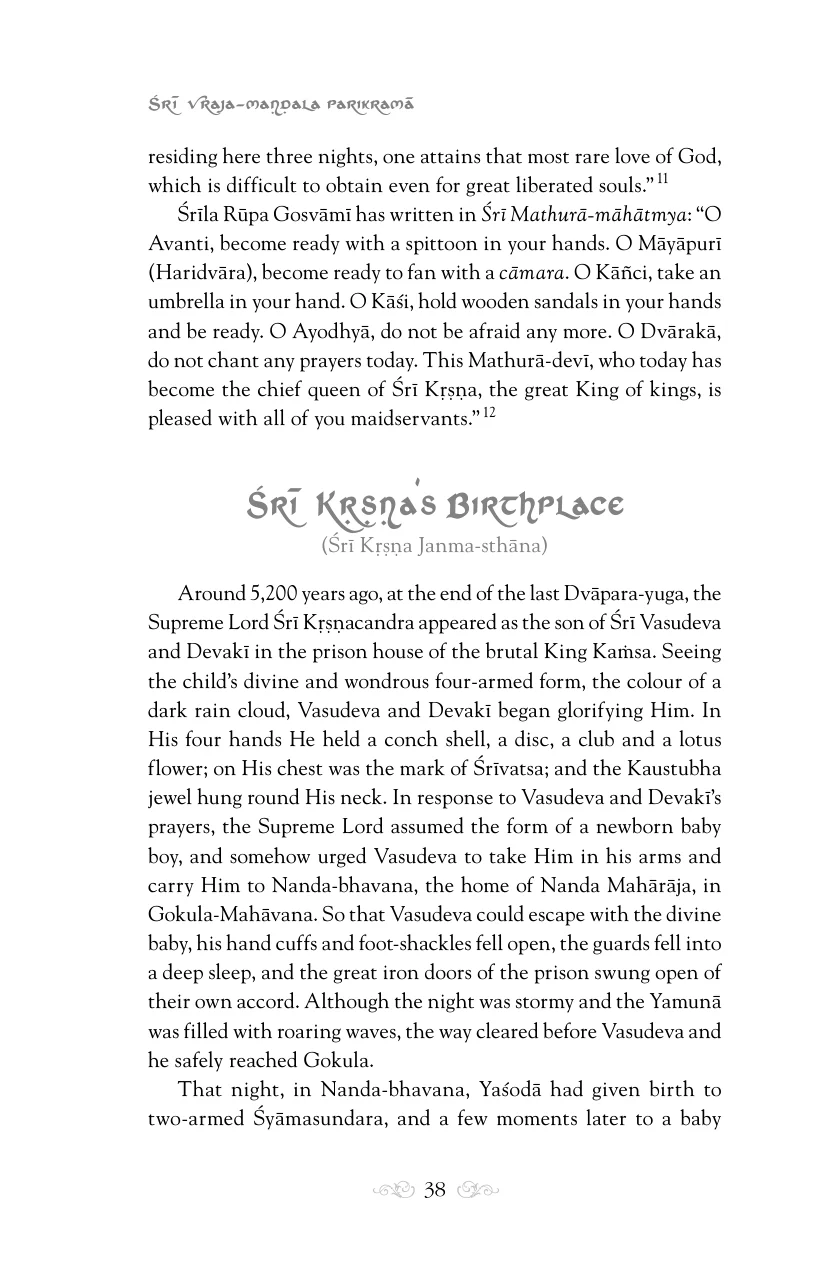 Śrī Vraja-maṇḍala parikramā
residing here three nights, one attains that most rare love of God,
which is difficult to obtain even for great liberated souls.” 11
Śrīla Rūpa Gosvāmī has written in Śrī Mathurā-māhātmya: “O
Avanti, become ready with a spittoon in your hands. O Māyāpurī
(Haridvāra), become ready to fan with a cāmara. O Kāñci, take an
umbrella in your hand. O Kāśi, hold wooden sandals in your hands
and be ready. O Ayodhyā, do not be afraid any more. O Dvārakā,
do not chant any prayers today. This Mathurā-devī, who today has
become the chief queen of Śrī Kṛṣṇa, the great King of kings, is
pleased with all of you maidservants.” 12
Śrī Kṛṣṇa's Birthplace
(Śrī Kṛṣṇa Janma-sthāna)
Around 5,200 years ago, at the end of the last Dvāpara-yuga, the
Supreme Lord Śrī Kṛṣṇacandra appeared as the son of Śrī Vasudeva
and Devakī in the prison house of the brutal King Kaṁsa. Seeing
the child’s divine and wondrous four-armed form, the colour of a
dark rain cloud, Vasudeva and Devakī began glorifying Him. In
His four hands He held a conch shell, a disc, a club and a lotus
flower; on His chest was the mark of Śrīvatsa; and the Kaustubha
jewel hung round His neck. In response to Vasudeva and Devakī’s
prayers, the Supreme Lord assumed the form of a newborn baby
boy, and somehow urged Vasudeva to take Him in his arms and
carry Him to Nanda-bhavana, the home of Nanda Mahārāja, in
Gokula-Mahāvana. So that Vasudeva could escape with the divine
baby, his hand cuffs and foot-shackles fell open, the guards fell into
a deep sleep, and the great iron doors of the prison swung open of
their own accord. Although the night was stormy and the Yamunā
was filled with roaring waves, the way cleared before Vasudeva and
he safely reached Gokula.
That night, in Nanda-bhavana, Yaśodā had given birth to
two-armed Śyāmasundara, and a few moments later to a baby
38